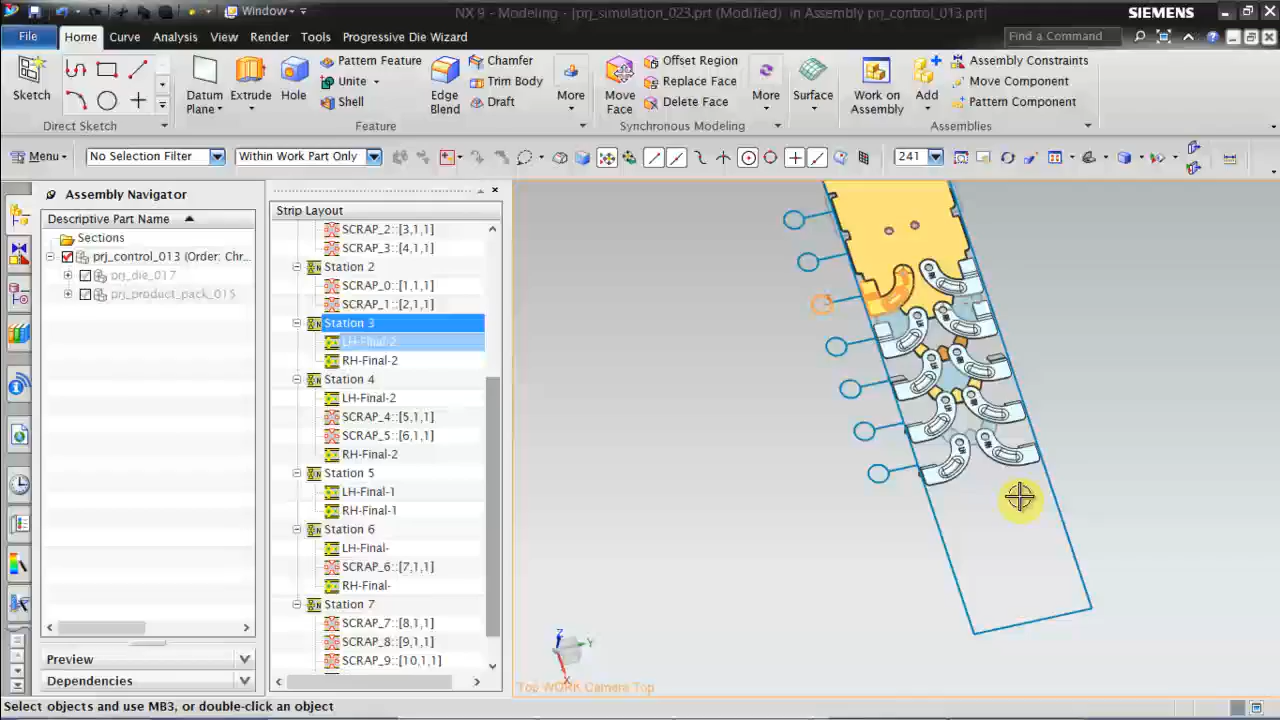 Window
NX 9 - Modeling - [prj_simulation_023.prt (Modified) in Assembly prj_control_013.prt]
SIEMENS
File
Home
Curve
Analysis
View
Render
Tools
Progressive Die Wizard
Find a Command
Sketch
Direct Sketch
Datum
Plane
Extrude
Hole
Pattern Feature
Unite
Shell
Edge
Blend
Chamfer
Trim Body
Draft
More
Feature
Move
Face
Offset Region
Replace Face
Delete Face
More
Synchronous Modeling
Surface
Work on
Assembly
Add
Assembly Constraints
Move Component
Pattern Component
Assemblies
Menu
No Selection Filter
Within Work Part Only
241
Assembly Navigator
Descriptive Part Name
Sections
prj_control_013 (Order: Chr...
prj_die_017
prj_product_pack_015
Preview
Dependencies
Strip Layout
SCRAP_2::[3,1,1]
SCRAP_3::[4,1,1]
Station 2
SCRAP_0::[1,1,1]
SCRAP_1::[2,1,1]
Station 3
LH-Final-2
RH-Final-2
Station 4
LH-Final-2
SCRAP_4::[5,1,1]
SCRAP_5::[6,1,1]
RH-Final-2
Station 5
LH-Final-1
RH-Final-1
Station 6
LH-Final-
SCRAP_6::[7,1,1]
RH-Final-
Station 7
SCRAP_7::[8,1,1]
SCRAP_8::[9,1,1]
SCRAP_9::[10,1,1]
Z
Y
X
Top WORK Camera Top
Select objects and use MB3, or double-click an object